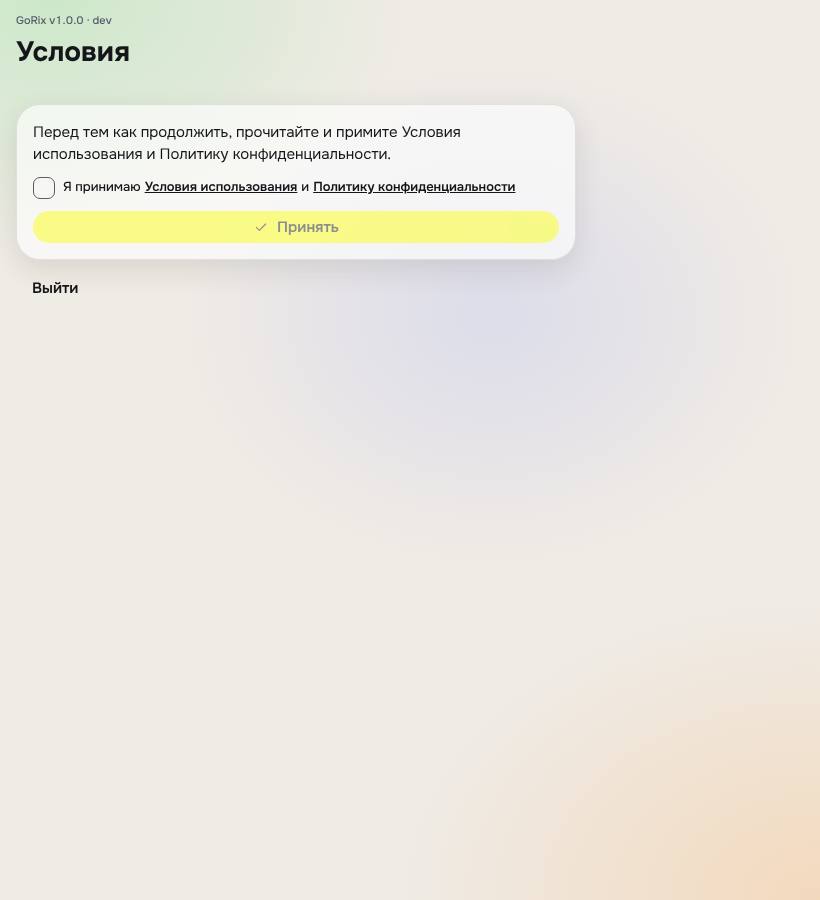 GoRix v1.0.0 · dev
Условия
Перед тем как продолжить, прочитайте и примите Условия
использования и Политику конфиденциальности.
Я принимаю Условия использования и Политику конфиденциальности
Принять
Выйти